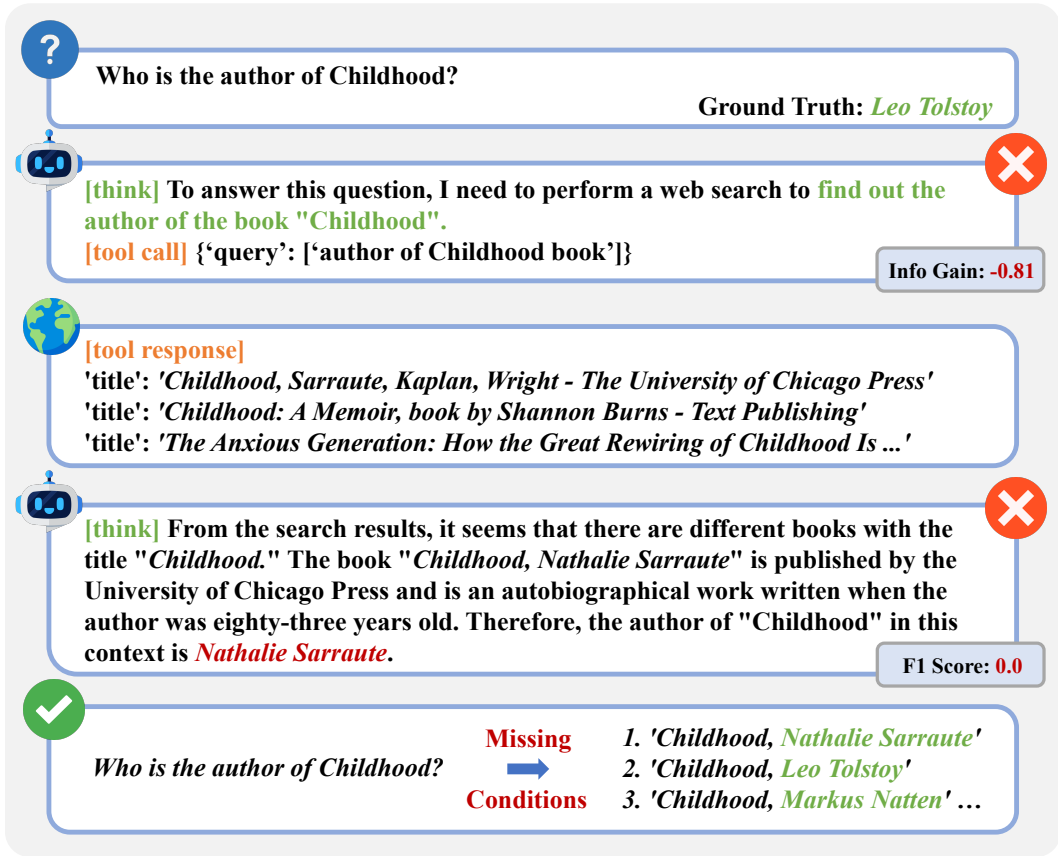 ?
Who is the author of Childhood?
Ground Truth: Leo Tolstoy
[think] To answer this question, I need to perform a web search to find out the
author of the book "Childhood".
[tool call] {‘query’: [‘author of Childhood book’]}
Info Gain: -0.81
[tool response]
'title': 'Childhood, Sarraute, Kaplan, Wright - The University of Chicago Press'
'title': 'Childhood: A Memoir, book by Shannon Burns - Text Publishing'
'title': 'The Anxious Generation: How the Great Rewiring of Childhood Is ...'
[think] From the search results, it seems that there are different books with the
title "Childhood." The book "Childhood, Nathalie Sarraute" is published by the
University of Chicago Press and is an autobiographical work written when the
author was eighty-three years old. Therefore, the author of "Childhood" in this
context is Nathalie Sarraute.
F1 Score: 0.0
Who is the author of Childhood?
Missing
Conditions
1. 'Childhood, Nathalie Sarraute'
2. 'Childhood, Leo Tolstoy'
3. 'Childhood, Markus Natten' …